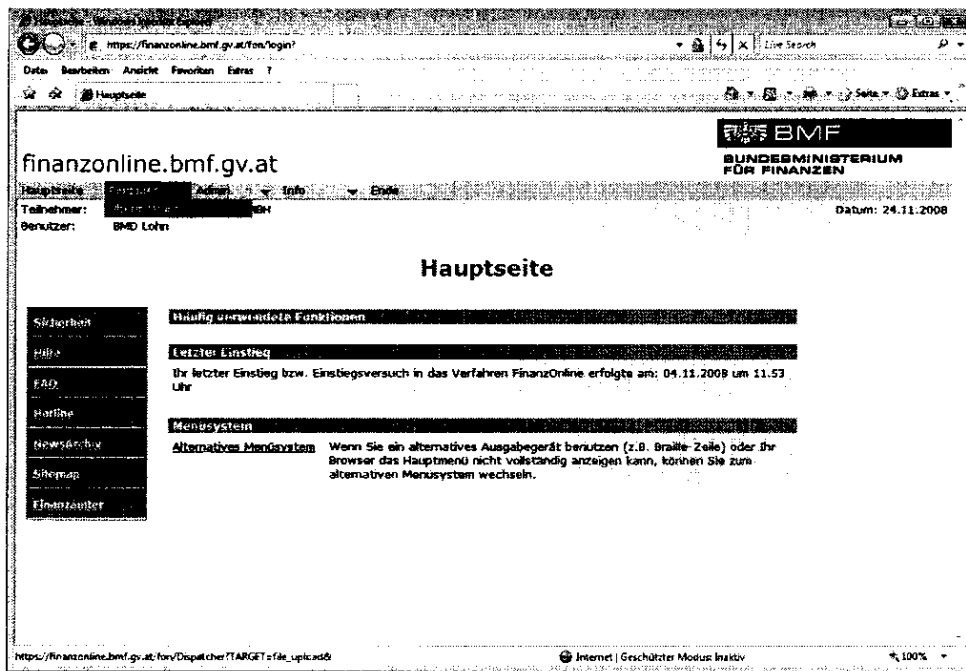 Hauptseite - Windows Internet Explorer
https://finanzonline.bmf.gv.at/fon/login?
Live Search
Datei Bearbeiten Ansicht Favoriten Extras ?
Hauptseite
Seite Extras
BMF
BUNDESMINISTERIUM
FÜR FINANZEN
finanzonline.bmf.gv.at
Hauptseite Admin Info Ende
Teilnehmer:
Datum: 24.11.2008
Benutzer: BMD Lohn
Hauptseite
Sicherheit
Hilfe
FAQ
Hotline
NewsArchiv
Sitemap
Finanzämter
Häufig verwendete Funktionen
Letzter Einstieg
Ihr letzter Einstieg bzw. Einstiegsversuch in das Verfahren FinanzOnline erfolgte am: 04.11.2008 um 11.53
Uhr
Menüsystem
Alternatives Menüsystem Wenn Sie ein alternatives Ausgabegerät benutzen (z.B. Braille-Zeile) oder Ihr
Browser das Hauptmenü nicht vollständig anzeigen kann, können Sie zum
alternativen Menüsystem wechseln.
https://finanzonline.bmf.gv.at/fon/Dispatcher?TARGET=file_upload&
Internet | Geschützter Modus: Inaktiv
100%